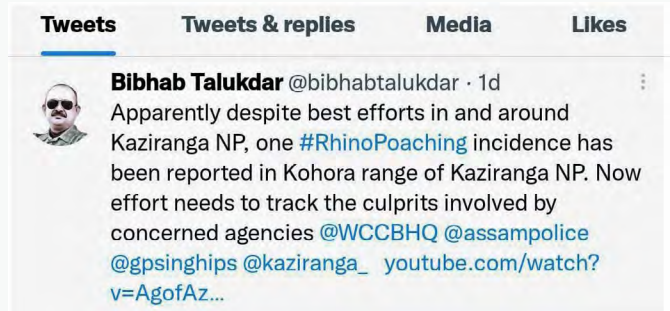 Tweets Tweets & replies Media Likes
Bibhab Talukdar @bibhabtalukdar · 1d
Apparently despite best efforts in and around
Kaziranga NP, one #RhinoPoaching incidence has
been reported in Kohora range of Kaziranga NP. Now
effort needs to track the culprits involved by
concerned agencies @WCCBHQ @assampolice
@gpsinghips @kaziranga_ youtube.com/watch?
v=AgofAz...